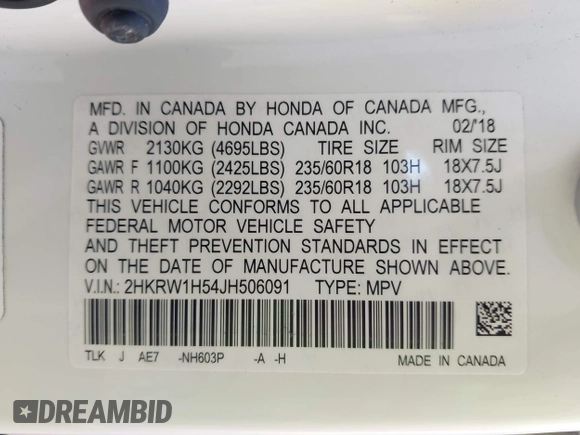 MFD. IN CANADA BY HONDA OF CANADA MFG.,
A DIVISION OF HONDA CANADA INC. 02/'18
GVWR 2130KG (4695LBS) TIRE SIZE RIM SIZE
GAWR F 1100KG (2425LBS) 235/60R18 103H 18X7.5J
GAWR R 1040KG (2292LBS) 235/60R18 103H 18X7.5J
THIS VEHICLE CONFORMS TO ALL APPLICABLE
FEDERAL MOTOR VEHICLE SAFETY
AND THEFT PREVENTION STANDARDS IN EFFECT
ON THE DATE OF MANUFACTURE SHOWN ABOVE.
V.I.N.: 2HKRW1H54JH506091 TYPE: MPV
TLK J AE7 -NH603P -A -H MADE IN CANADA
DREAMBID